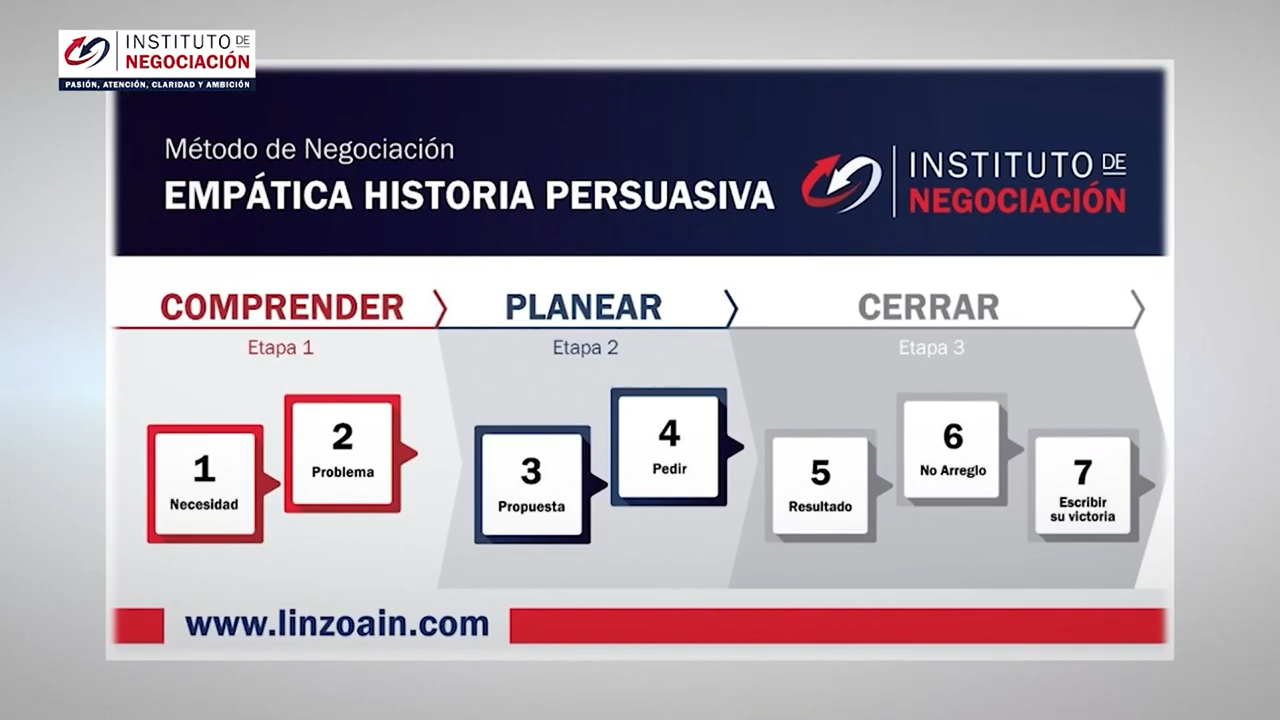 INSTITUTO DE
NEGOCIACIÓN
PASIÓN, ATENCIÓN, CLARIDAD Y AMBICIÓN
Método de Negociación
EMPÁTICA HISTORIA PERSUASIVA
INSTITUTO DE
NEGOCIACIÓN
COMPRENDER
Etapa 1
1
Necesidad
2
Problema
PLANEAR
Etapa 2
3
Propuesta
4
Pedir
CERRAR
Etapa 3
5
Resultado
6
No Arreglo
7
Escribir
su victoria
www.linzoain.com